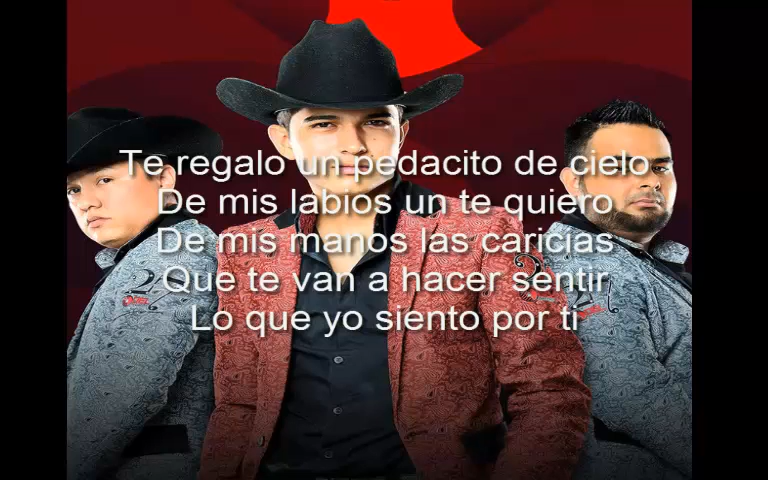 Te regalo un pedacito de cielo
De mis labios un te quiero
De mis manos las caricias
Que te van a hacer sentir
Lo que yo siento por ti